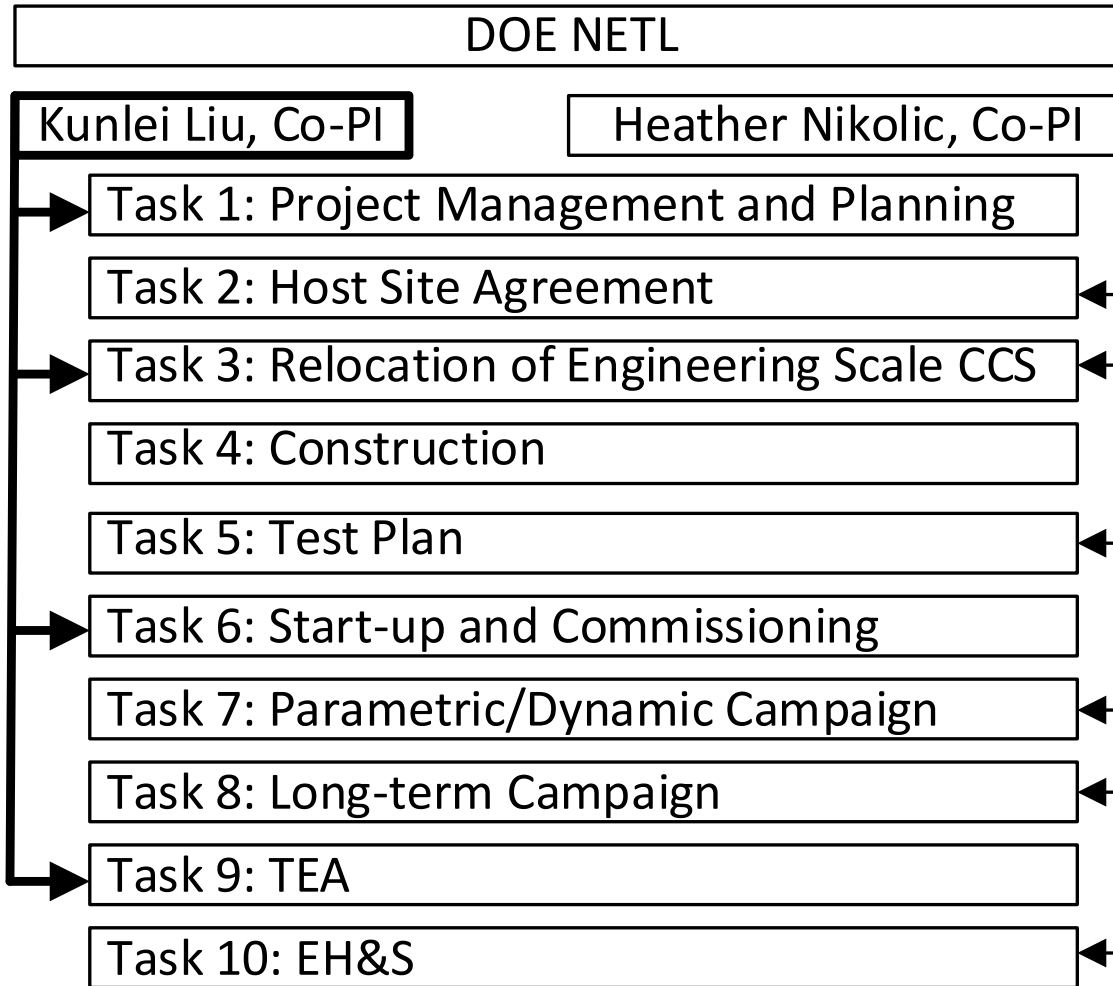 DOE NETL
Kunlei Liu, Co-PI
Heather Nikolic, Co-PI
Task 1: Project Management and Planning
Task 2: Host Site Agreement
Task 3: Relocation of Engineering Scale CCS
Task 4: Construction
Task 5: Test Plan
Task 6: Start-up and Commissioning
Task 7: Parametric/Dynamic Campaign
Task 8: Long-term Campaign
Task 9: TEA
Task 10: EH&S